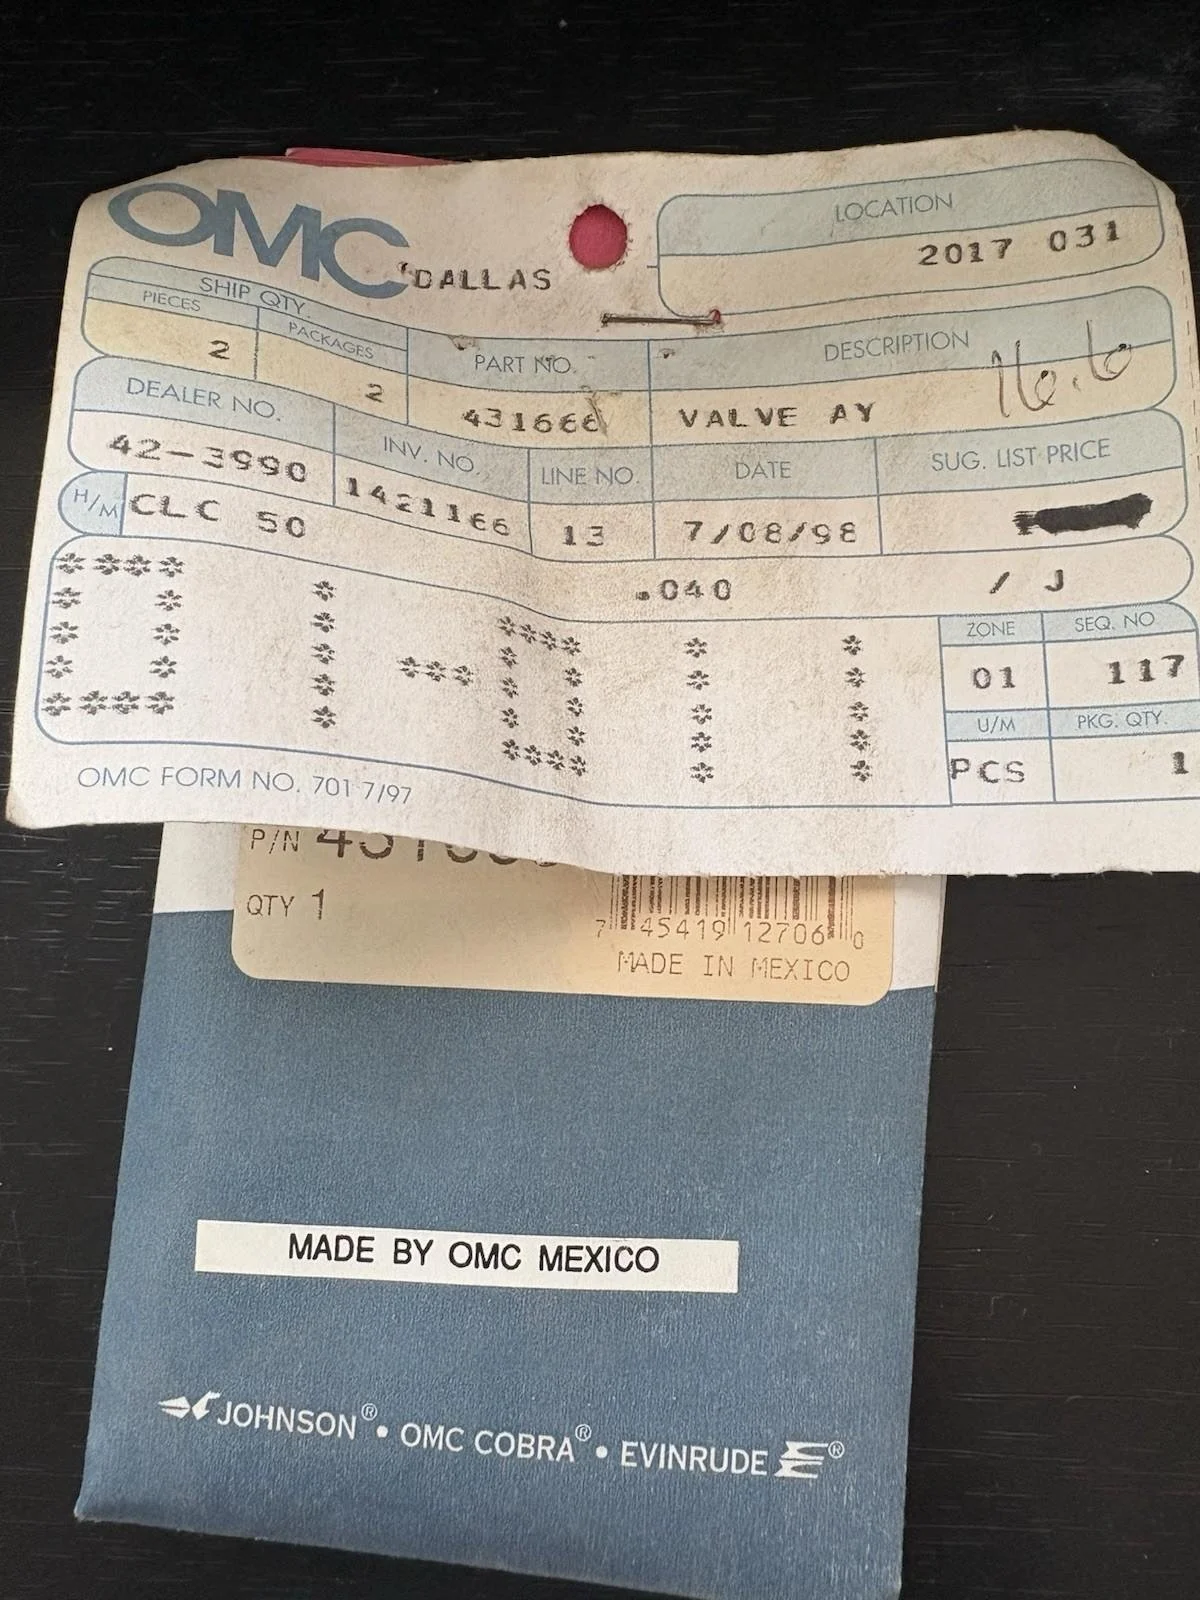 OMC DALLAS
LOCATION
2017 031
SHIP QTY.
PIECES PACKAGES PART NO. DESCRIPTION
2 2 431666 VALVE AY 16.6
DEALER NO. INV. NO. LINE NO. DATE SUG. LIST PRICE
42-3990 1421166 13 7/08/98
H/M CLC 50 .040 / J
01-011
ZONE SEQ. NO.
01 117
U/M PKG. QTY.
PCS 1
OMC FORM NO. 701 7/97
P/N
QTY 1
7 45419 12706 0
MADE IN MEXICO
MADE BY OMC MEXICO
JOHNSON® • OMC COBRA® • EVINRUDE ®